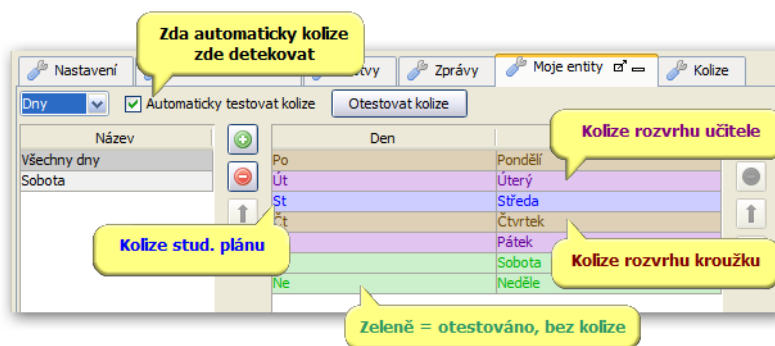 Zda automaticky kolize
zde detekovat
Nastavení
Zprávy
Moje entity
Kolize
Dny
Automaticky testovat kolize
Otestovat kolize
Název
Den
Kolize rozvrhu učitele
Všechny dny
Po
Pondělí
Sobota
Út
Úterý
St
Středa
Čt
Čtvrtek
Kolize stud. plánu
Pátek
Kolize rozvrhu kroužku
Sobota
Ne
Neděle
Zeleně = otestováno, bez kolize